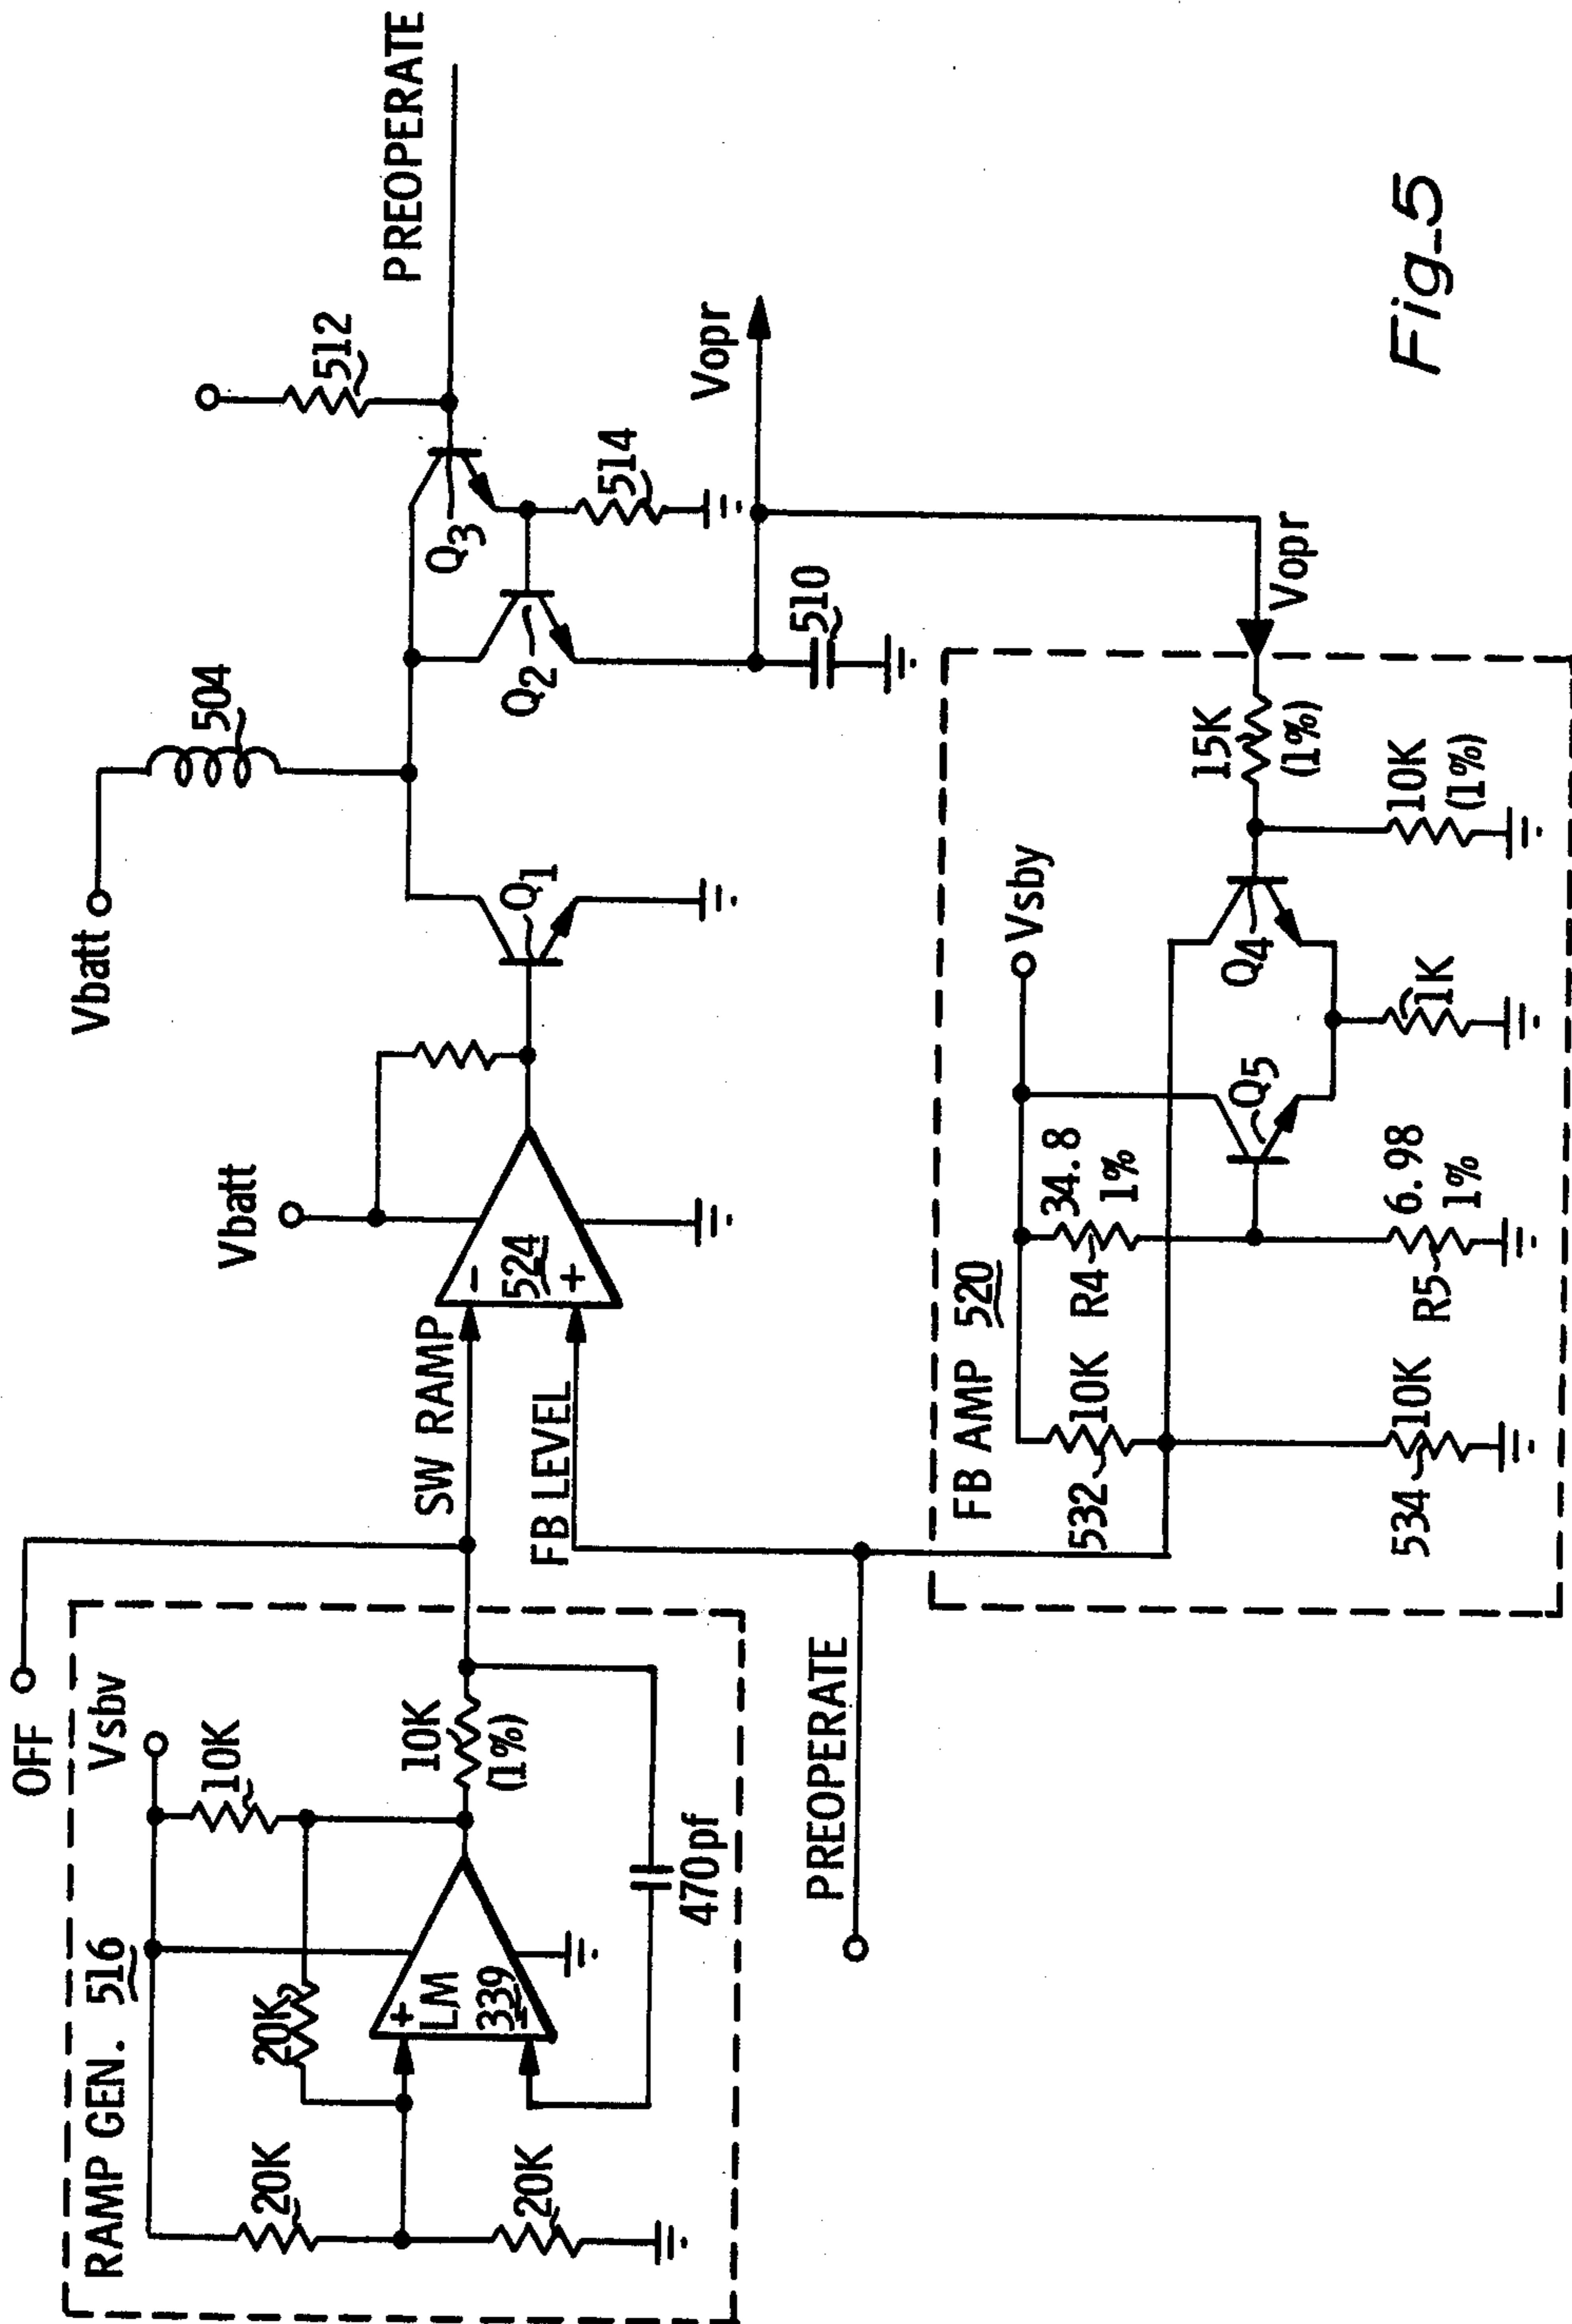 OFF
RAMP GEN. 516
Vsbv
10K
20K
20K
20K
+
LM
339
-
10K
(1%)
470pf
SW RAMP
FB LEVEL
Vbatt
-
524
+
Vbatt
504
Q1
Q2
Q3
512
514
PREOPERATE
Vopr
510
PREOPERATE
FB AMP 520
Vsby
532
10K
R4
34.8
1%
Q5
Q4
534
10K
R5
6.98
1%
1K
15K
(1%)
10K
(1%)
Vopr
Fig_5